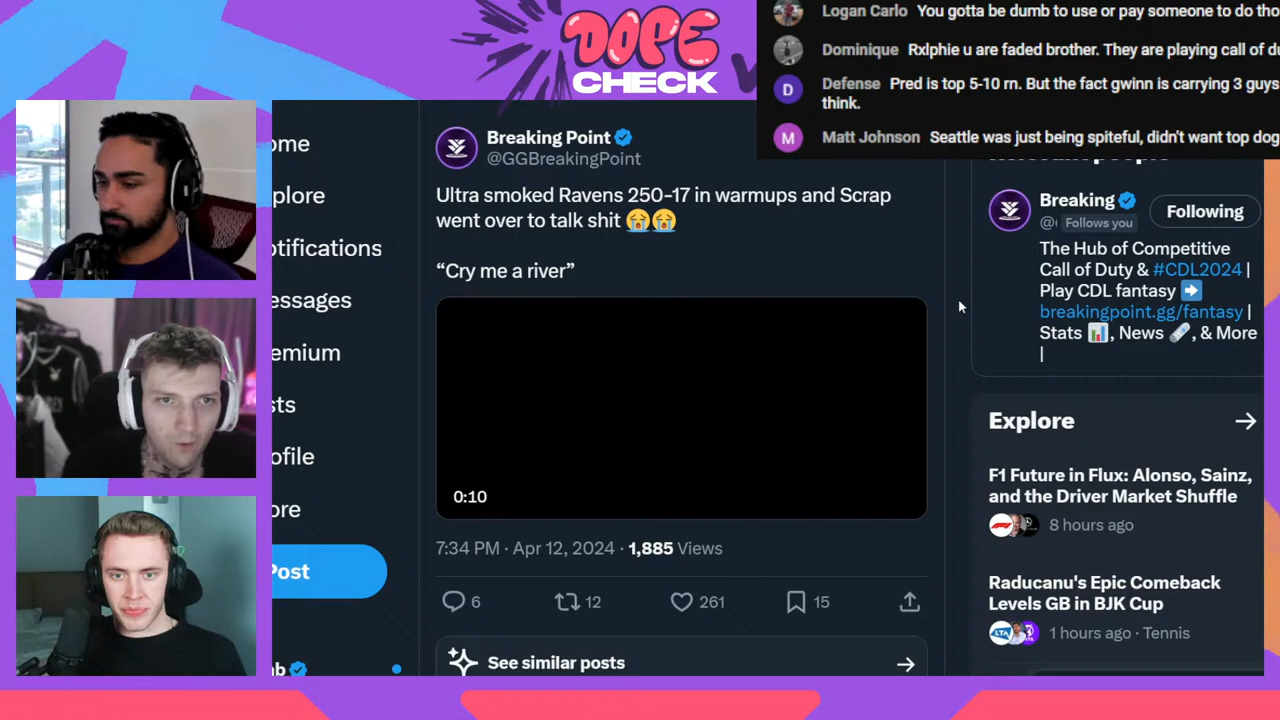 DOPE
CHECK
Logan Carlo You gotta be dumb to use or pay someone to do
Dominique Rxlphie u are faded brother. They are playing call of
Defense Pred is top 5-10 rn. But the fact gwinn is carrying 3 guys
think.
Matt Johnson Seattle was just being spiteful, didn't want top dog
ome
plore
otifications
essages
emium
sts
ofile
ore
Post
Breaking Point
@GGBreakingPoint
Ultra smoked Ravens 250-17 in warmups and Scrap
went over to talk shit 😭😭
“Cry me a river”
0:10
7:34 PM · Apr 12, 2024 · 1,885 Views
6 12 261 15
See similar posts
Breaking
Follows you
Following
The Hub of Competitive
Call of Duty & #CDL2024 |
Play CDL fantasy ➡️
breakingpoint.gg/fantasy |
Stats 📊, News 🗞️, & More
|
Explore
F1 Future in Flux: Alonso, Sainz,
and the Driver Market Shuffle
8 hours ago
Raducanu's Epic Comeback
Levels GB in BJK Cup
1 hours ago · Tennis